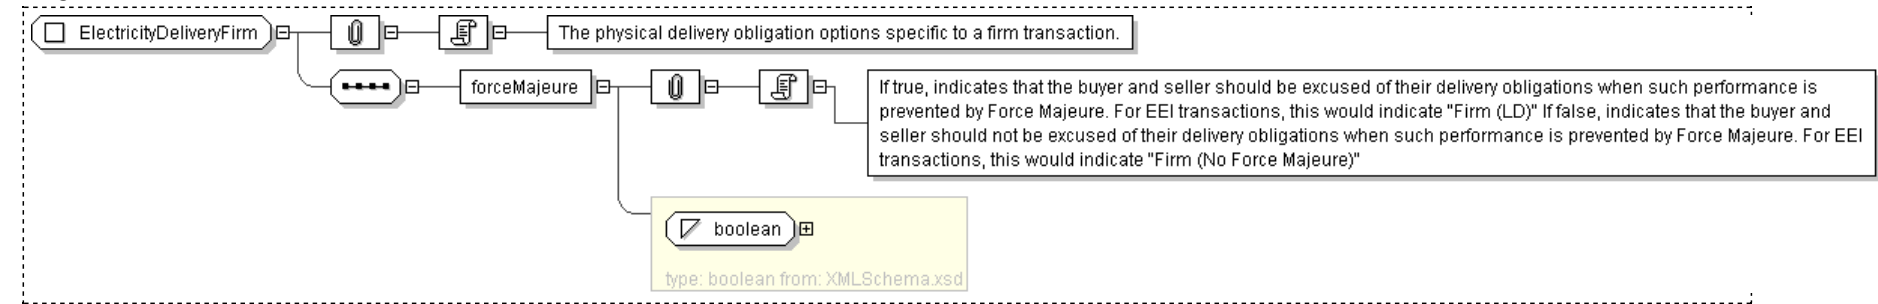 ElectricityDeliveryFirm
The physical delivery obligation options specific to a firm transaction.
forceMajeure
If true, indicates that the buyer and seller should be excused of their delivery obligations when such performance is
prevented by Force Majeure. For EEI transactions, this would indicate "Firm (LD)" If false, indicates that the buyer and
seller should not be excused of their delivery obligations when such performance is prevented by Force Majeure. For EEI
transactions, this would indicate "Firm (No Force Majeure)"
boolean
type: boolean from: XMLSchema.xsd